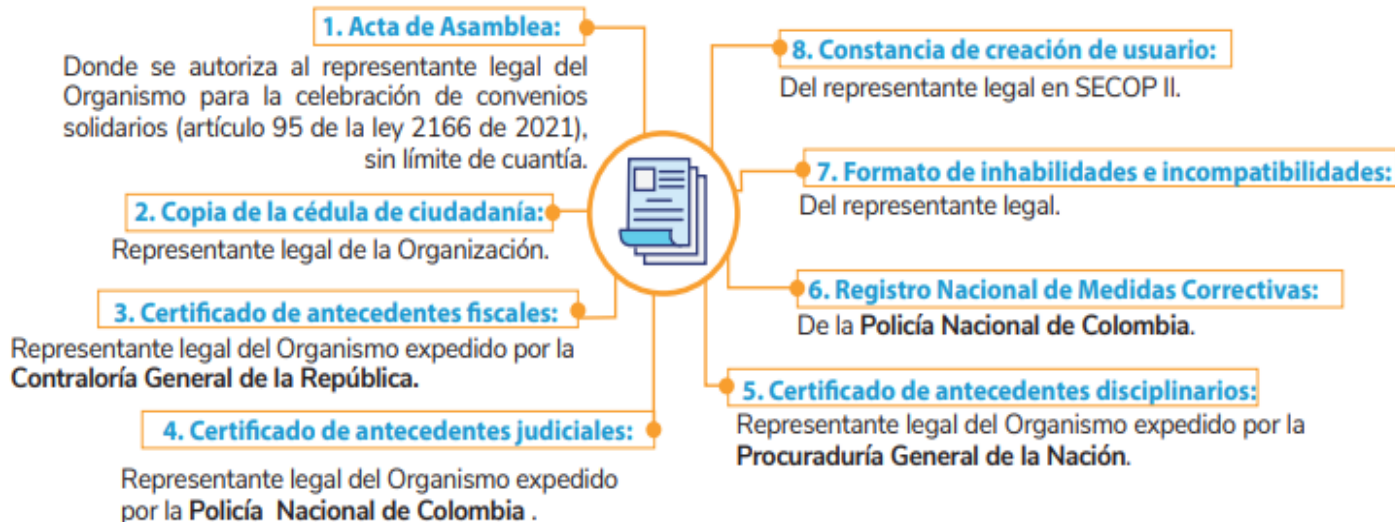 1. Acta de Asamblea:
Donde se autoriza al representante legal del
Organismo para la celebración de convenios
solidarios (artículo 95 de la ley 2166 de 2021),
sin límite de cuantía.
2. Copia de la cédula de ciudadanía:
Representante legal de la Organización.
3. Certificado de antecedentes fiscales:
Representante legal del Organismo expedido por la
Contraloría General de la República.
4. Certificado de antecedentes judiciales:
Representante legal del Organismo expedido
por la Policía Nacional de Colombia .
8. Constancia de creación de usuario:
Del representante legal en SECOP II.
7. Formato de inhabilidades e incompatibilidades:
Del representante legal.
6. Registro Nacional de Medidas Correctivas:
De la Policía Nacional de Colombia.
5. Certificado de antecedentes disciplinarios:
Representante legal del Organismo expedido por la
Procuraduría General de la Nación.